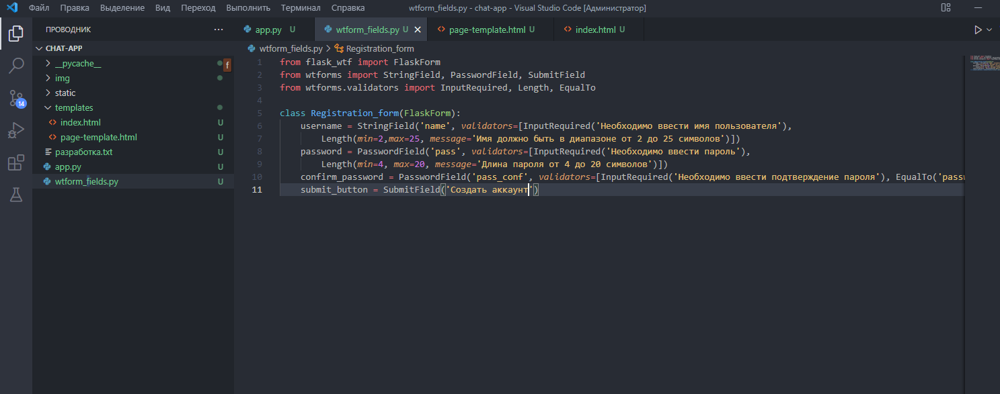 Файл Правка Выделение Вид Переход Выполнить Терминал Справка wtform_fields.py - chat-app - Visual Studio Code [Администратор]
ПРОВОДНИК ···
app.py U wtform_fields.py U page-template.html U index.html U
CHAT-APP
wtform_fields.py > Registration_form
__pycache__
f
img
static
templates
index.html U
page-template.html U
разработка.txt U
app.py U
wtform_fields.py U
14
1 from flask_wtf import FlaskForm
2 from wtforms import StringField, PasswordField, SubmitField
3 from wtforms.validators import InputRequired, Length, EqualTo
4
5 class Registration_form(FlaskForm):
6 username = StringField('name', validators=[InputRequired('Необходимо ввести имя пользователя'),
7 Length(min=2,max=25, message='Имя должно быть в диапазоне от 2 до 25 символов')])
8 password = PasswordField('pass', validators=[InputRequired('Необходимо ввести пароль'),
9 Length(min=4, max=20, message='Длина пароля от 4 до 20 символов')])
10 confirm_password = PasswordField('pass_conf', validators=[InputRequired('Необходимо ввести подтверждение пароля'), EqualTo('pass
11 submit_button = SubmitField('Создать аккаунт')